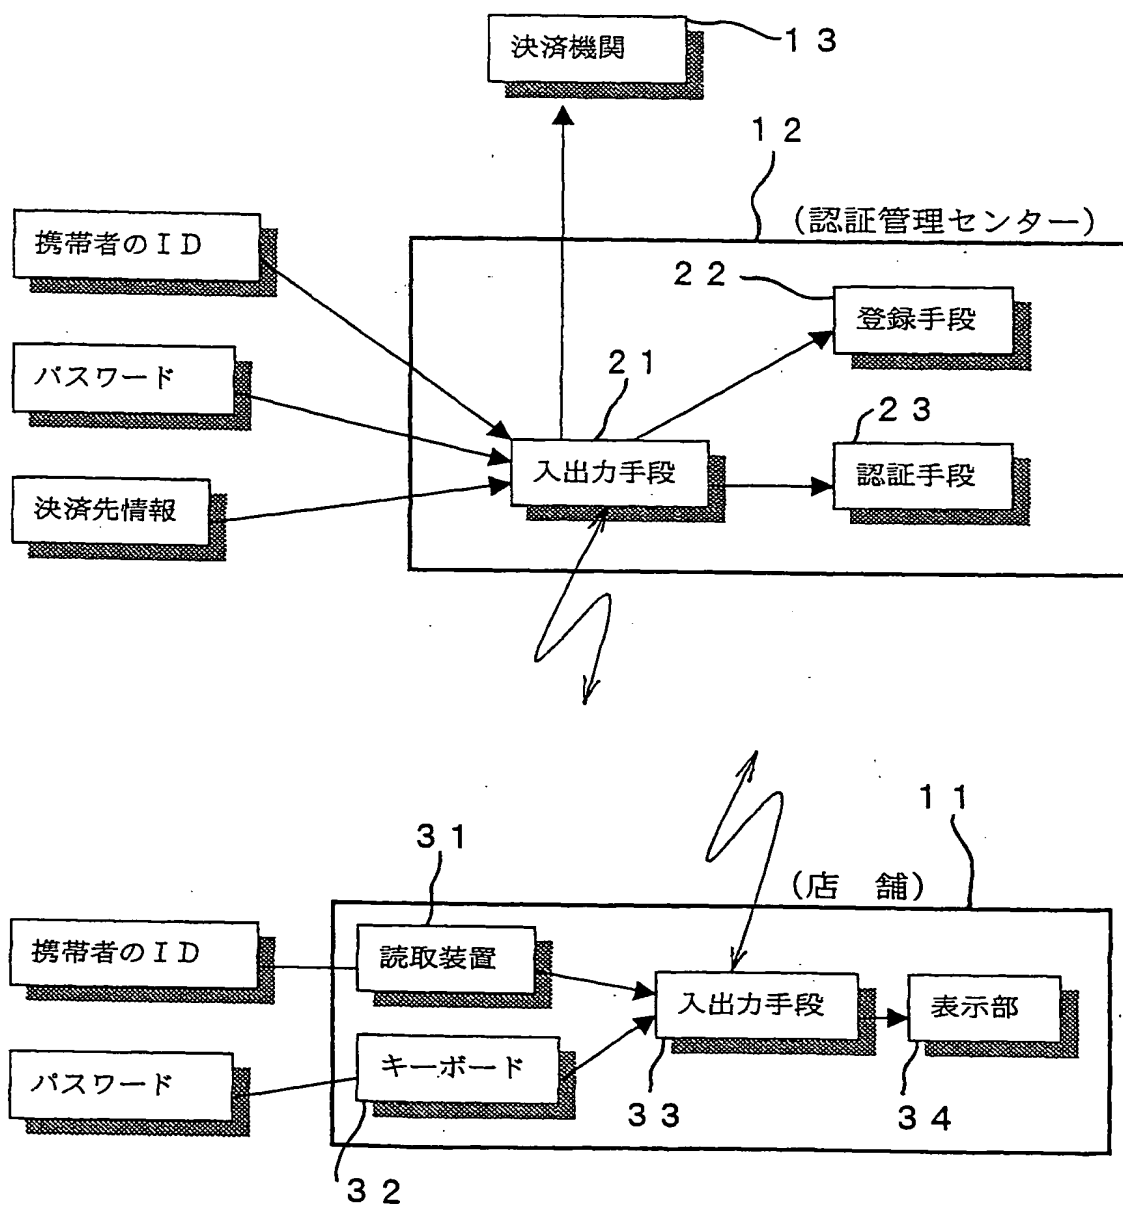 決済機関
１３
１２
（認証管理センター）
携帯者のＩＤ
２２
登録手段
パスワード
２１
２３
入出力手段
認証手段
決済先情報
１１
３１
（店　舗）
携帯者のＩＤ
読取装置
入出力手段
表示部
パスワード
キーボード
３３
３４
３２